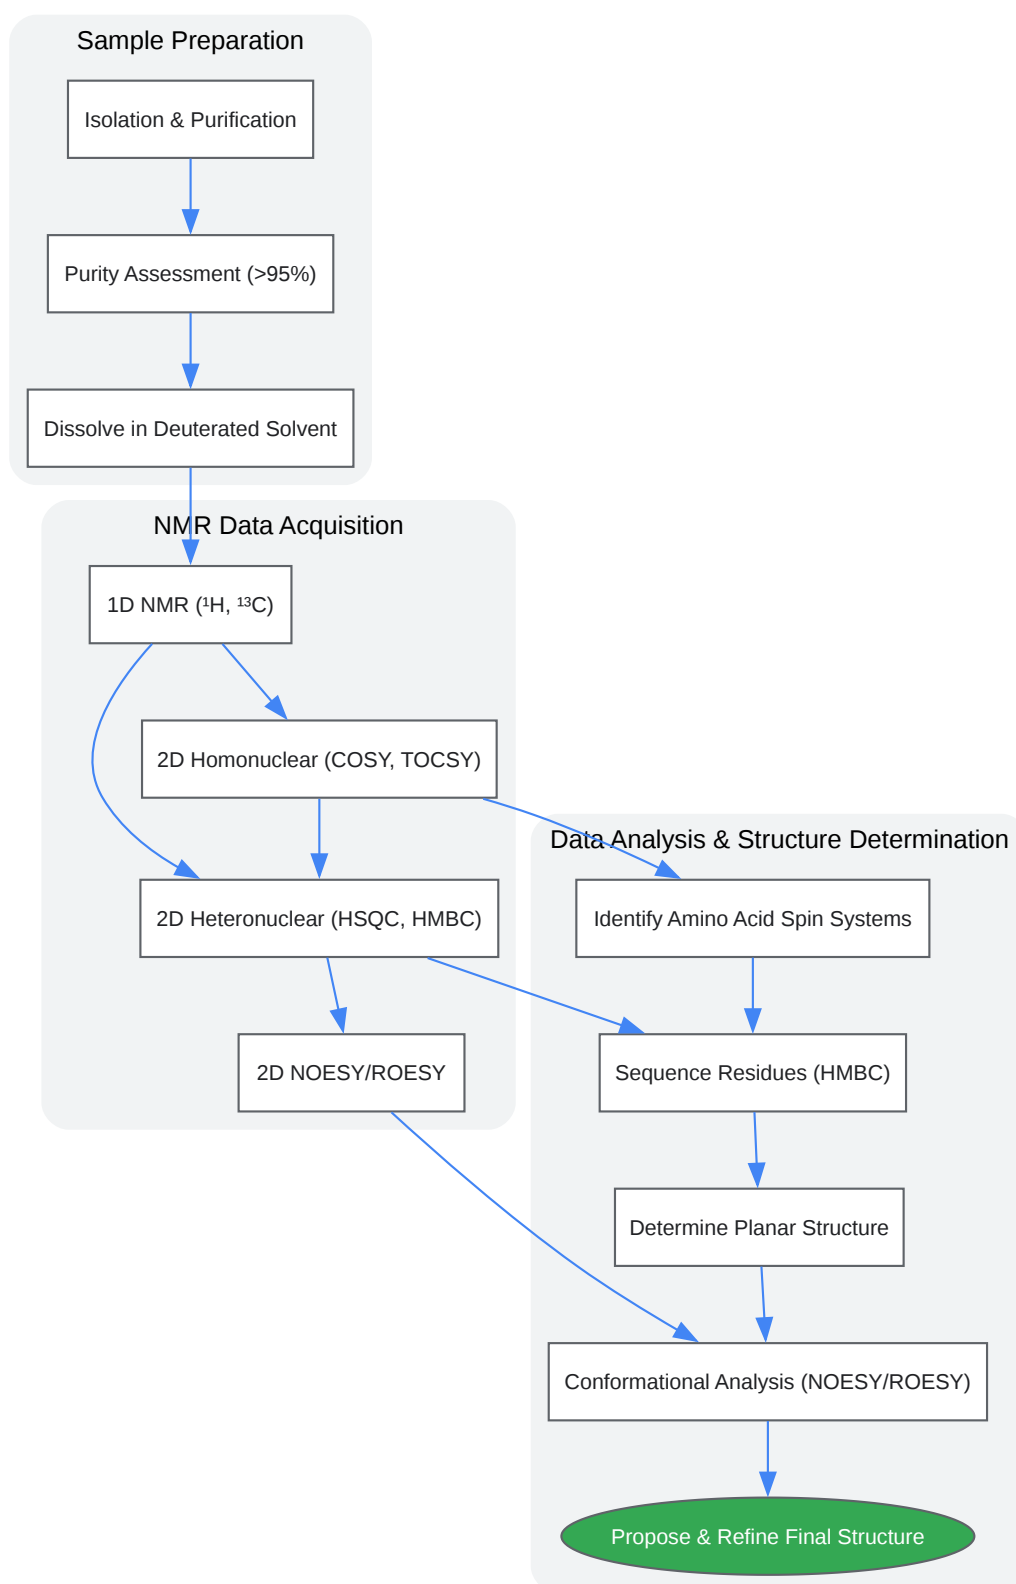 Sample Preparation
Isolation & Purification
Purity Assessment (>95%)
Dissolve in Deuterated Solvent
NMR Data Acquisition
1D NMR (¹H, ¹³C)
2D Homonuclear (COSY, TOCSY)
2D Heteronuclear (HSQC, HMBC)
2D NOESY/ROESY
Data Analysis & Structure Determination
Identify Amino Acid Spin Systems
Sequence Residues (HMBC)
Determine Planar Structure
Conformational Analysis (NOESY/ROESY)
Propose & Refine Final Structure